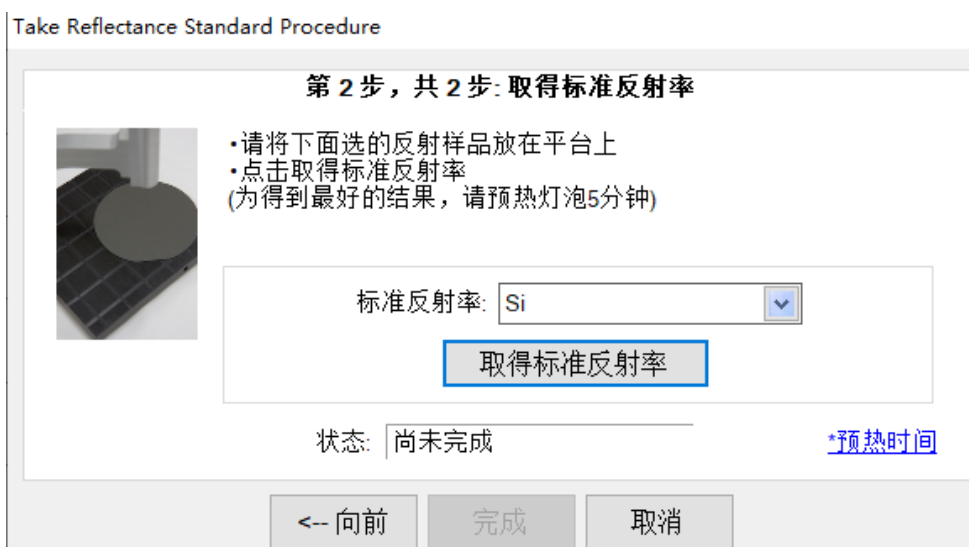 Take Reflectance Standard Procedure
第 2 步，共 2 步: 取得标准反射率
•请将下面选的反射样品放在平台上
•点击取得标准反射率
(为得到最好的结果，请预热灯泡5分钟)
标准反射率: Si
取得标准反射率
状态: 尚未完成 *预热时间
<-- 向前 完成 取消